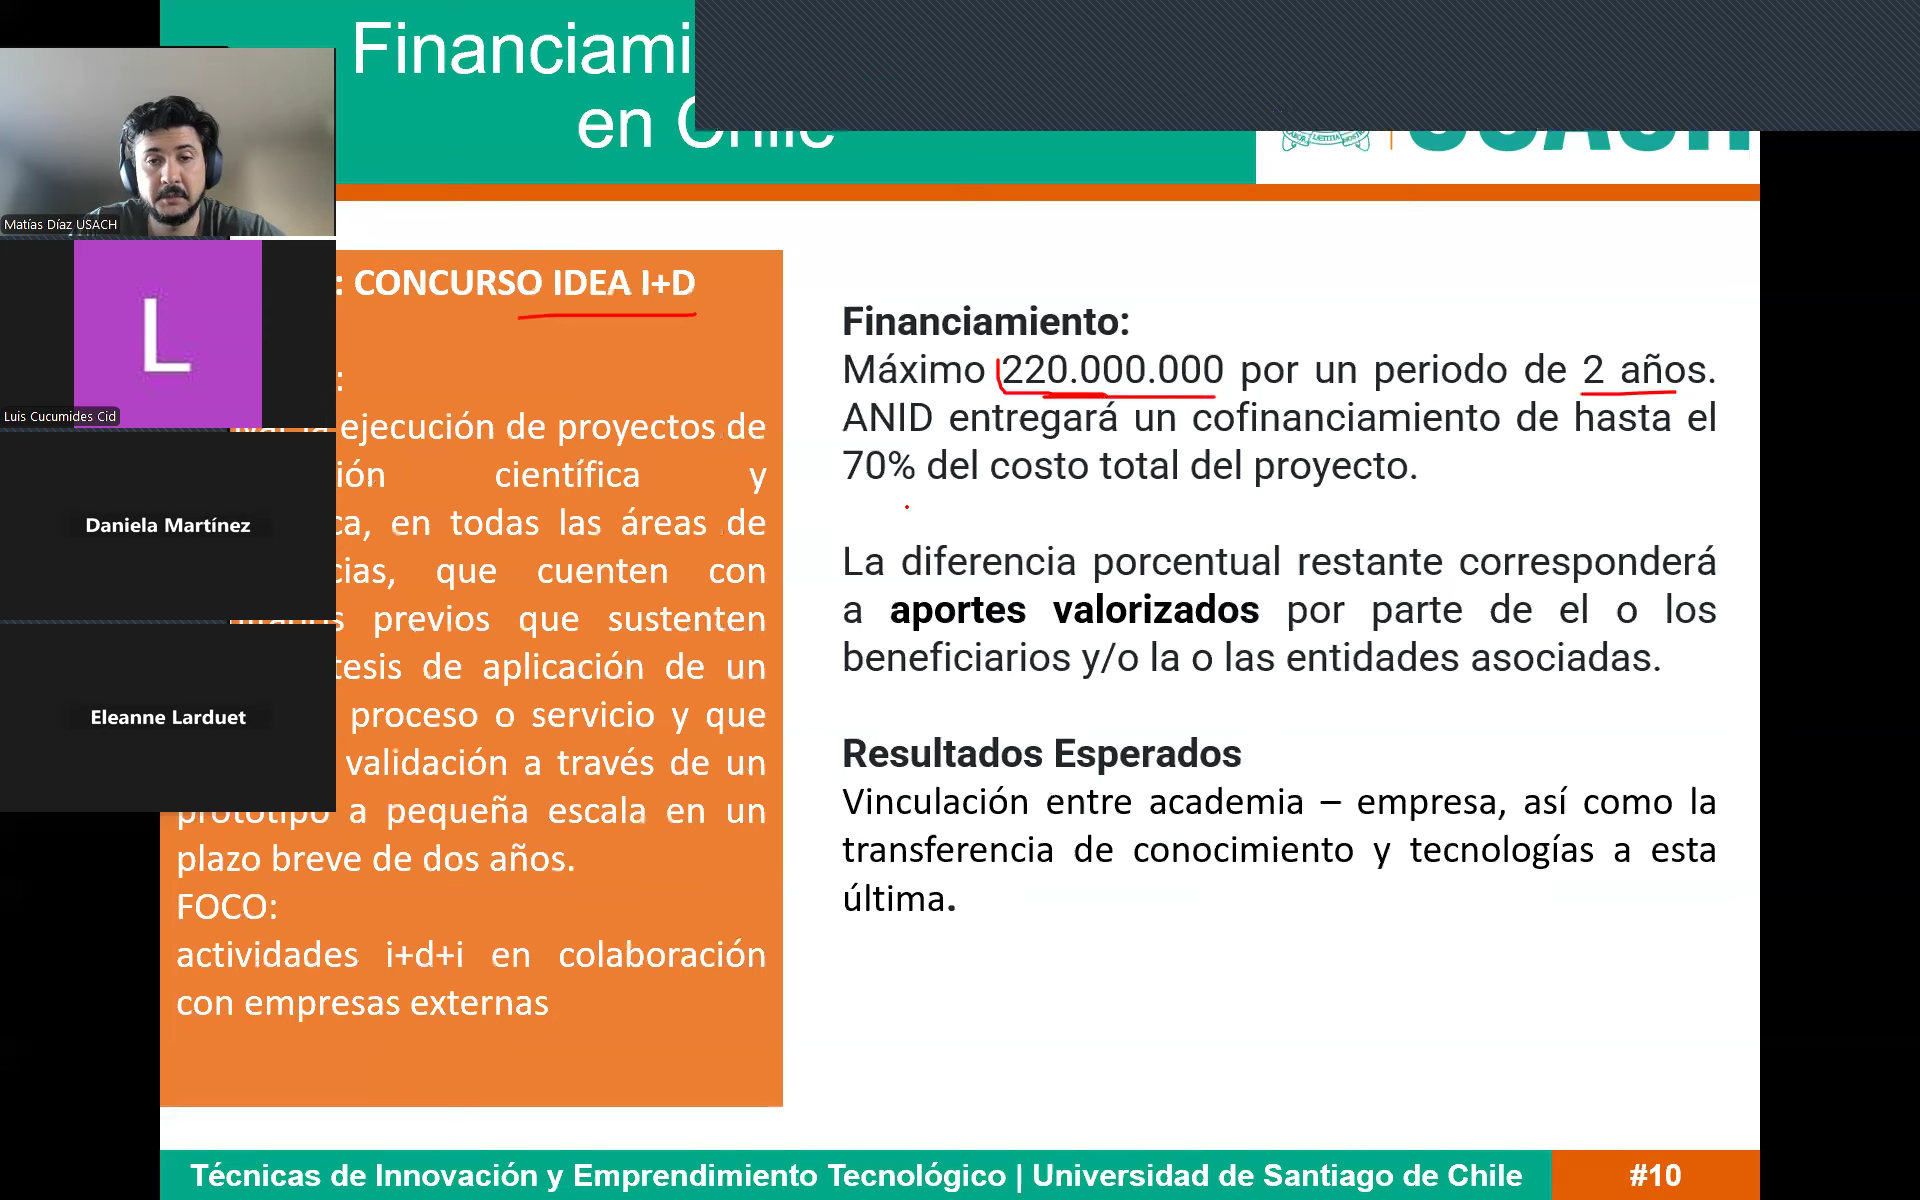 Financiami
en Chile
USACH
Matías Díaz USACH
L
Luis Cucumides Cid
Daniela Martínez
Eleanne Larduet
: CONCURSO IDEA I+D
:
ejecución de proyectos de
ión científica y
ca, en todas las áreas de
cias, que cuenten con
previos que sustenten
tesis de aplicación de un
proceso o servicio y que
validación a través de un
prototipo a pequeña escala en un
plazo breve de dos años.
FOCO:
actividades i+d+i en colaboración
con empresas externas
Financiamiento:
Máximo 220.000.000 por un periodo de 2 años.
ANID entregará un cofinanciamiento de hasta el
70% del costo total del proyecto.
La diferencia porcentual restante corresponderá
a aportes valorizados por parte de el o los
beneficiarios y/o la o las entidades asociadas.
Resultados Esperados
Vinculación entre academia – empresa, así como la
transferencia de conocimiento y tecnologías a esta
última.
Técnicas de Innovación y Emprendimiento Tecnológico | Universidad de Santiago de Chile
#10